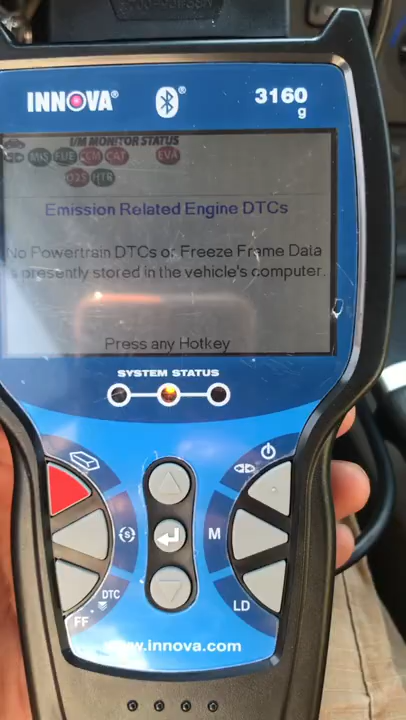 INNOVA®
®
3160
g
I/M MONITOR STATUS
MIS FUE CCM CAT EVA
O2S HTR
Emission Related Engine DTCs
No Powertrain DTCs or Freeze Frame Data
is presently stored in the vehicle's computer.
Press any Hotkey
SYSTEM STATUS
S
M
DTC
FF
LD
www.innova.com